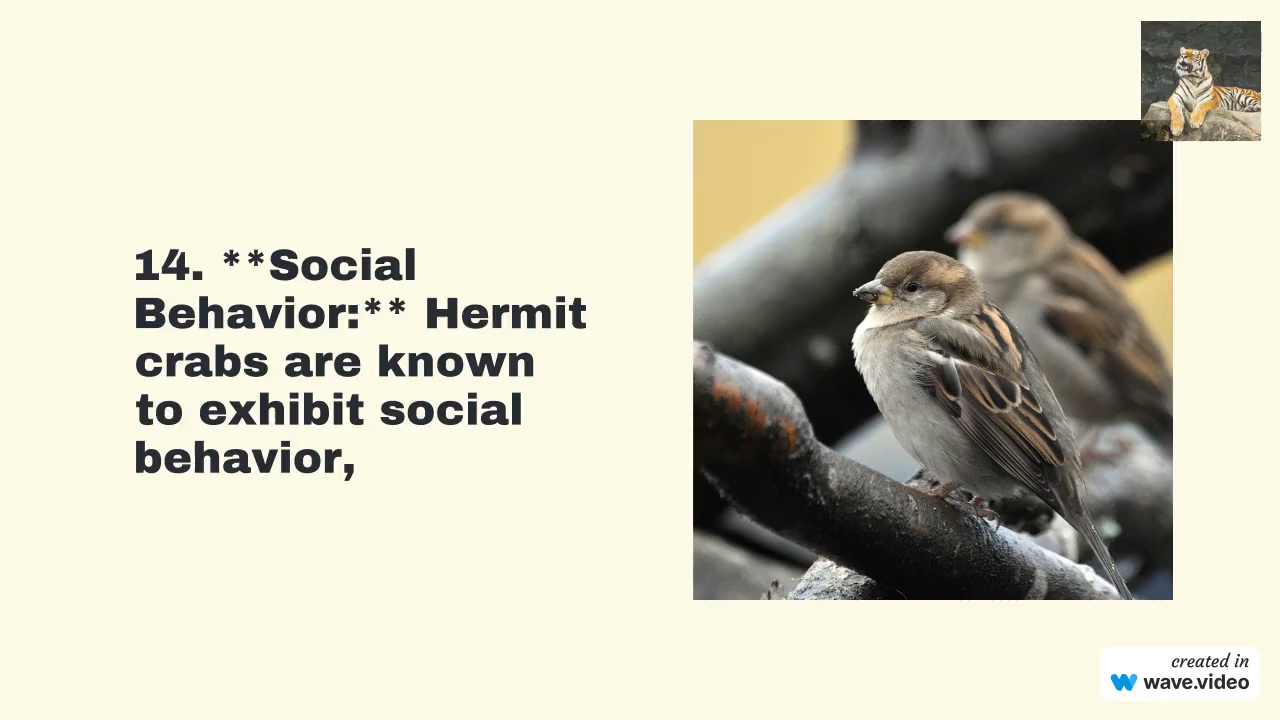 14. **Social
Behavior:** Hermit
crabs are known
to exhibit social
behavior,
created in
wave.video